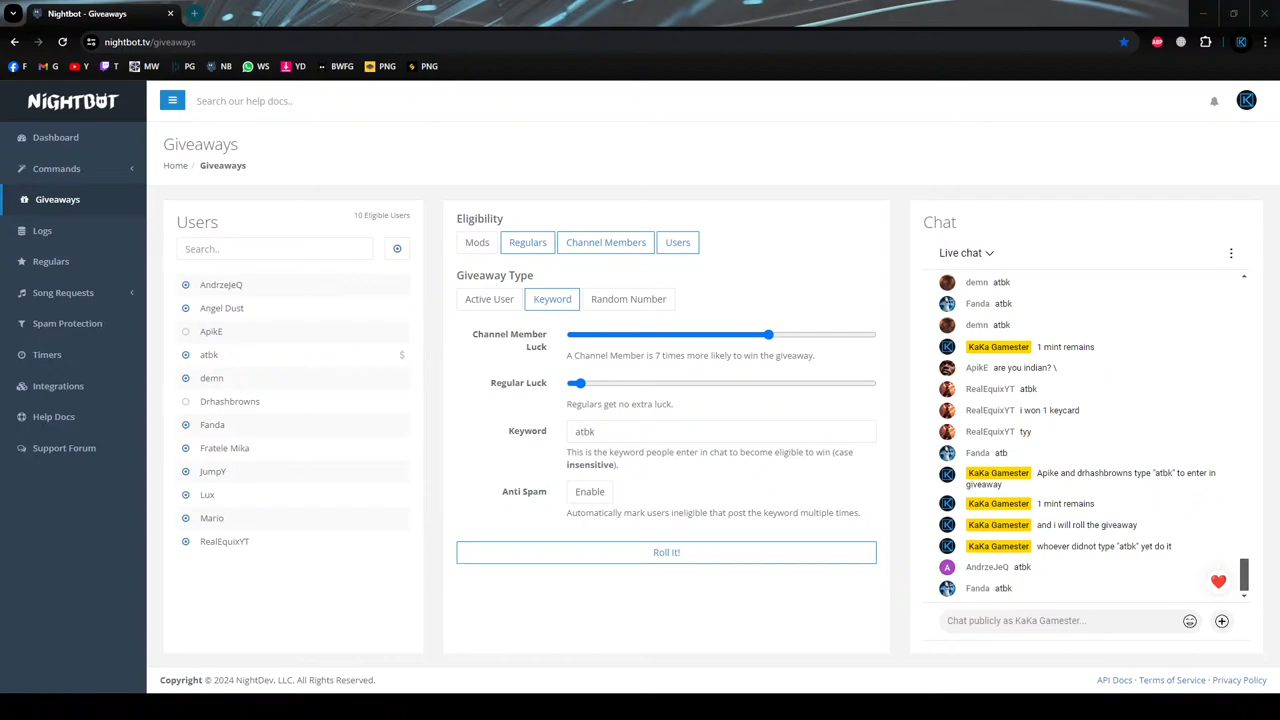 Nightbot - Giveaways
nightbot.tv/giveaways
F G Y T MW PG NB WS YD BWFG PNG PNG
NiGHTBOT
Search our help docs..
Dashboard
Commands
Giveaways
Logs
Regulars
Song Requests
Spam Protection
Timers
Integrations
Help Docs
Support Forum
Giveaways
Home / Giveaways
Users
10 Eligible Users
Search..
AndrzeJeQ
Angel Dust
ApikE
atbk $
demn
Drhashbrowns
Fanda
Fratele Mika
JumpY
Lux
Mario
RealEquixYT
Eligibility
Mods Regulars Channel Members Users
Giveaway Type
Active User Keyword Random Number
Channel Member
Luck
A Channel Member is 7 times more likely to win the giveaway.
Regular Luck
Regulars get no extra luck.
Keyword atbk
This is the keyword people enter in chat to become eligible to win (case
insensitive).
Anti Spam Enable
Automatically mark users ineligible that post the keyword multiple times.
Roll It!
Chat
Live chat
demn atbk
Fanda atbk
demn atbk
KaKa Gamester 1 mint remains
ApikE are you indian? \
RealEquixYT atbk
RealEquixYT i won 1 keycard
RealEquixYT tyy
Fanda atb
KaKa Gamester Apike and drhashbrowns type "atbk" to enter in
giveaway
KaKa Gamester 1 mint remains
KaKa Gamester and i will roll the giveaway
KaKa Gamester whoever didnot type "atbk" yet do it
A AndrzeJeQ atbk
Fanda atbk
Chat publicly as KaKa Gamester...
Copyright © 2024 NightDev, LLC. All Rights Reserved.
API Docs · Terms of Service · Privacy Policy